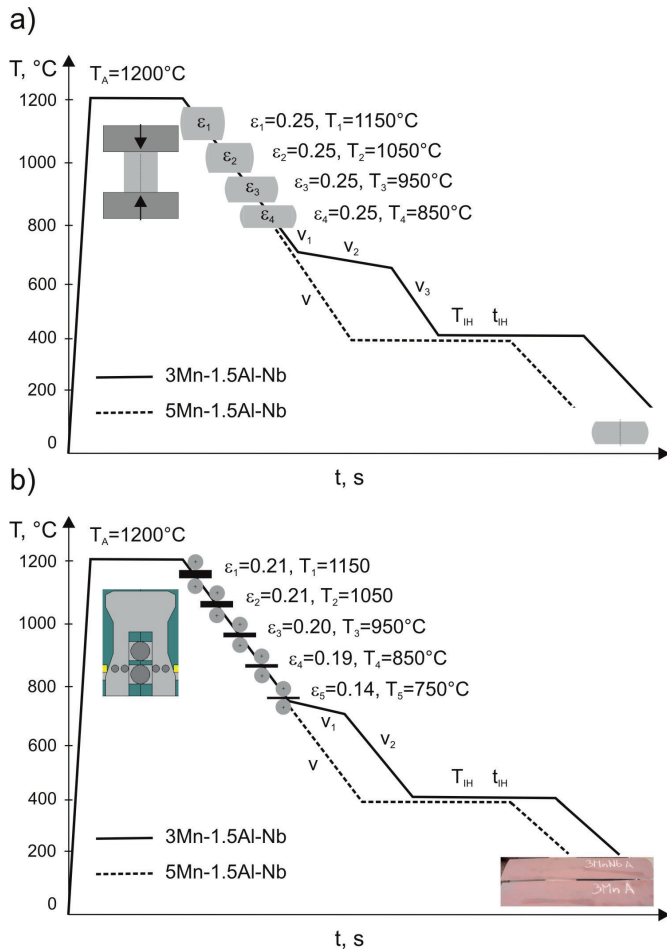 a)
T, °C
T_A=1200°C
1200
1000
800
600
400
200
0
ε₁
ε₂
ε₃
ε₄
ε₁=0.25, T₁=1150°C
ε₂=0.25, T₂=1050°C
ε₃=0.25, T₃=950°C
ε₄=0.25, T₄=850°C
v₁
v₂
v
v₃
T_IH t_IH
3Mn-1.5Al-Nb
5Mn-1.5Al-Nb
t, s
b)
T, °C
T_A=1200°C
1200
1000
800
600
400
200
0
ε₁=0.21, T₁=1150
ε₂=0.21, T₂=1050
ε₃=0.20, T₃=950°C
ε₄=0.19, T₄=850°C
ε₅=0.14, T₅=750°C
v₁
v₂
v
T_IH t_IH
3Mn-1.5Al-Nb
5Mn-1.5Al-Nb
3MnNb A
3Mn A
t, s